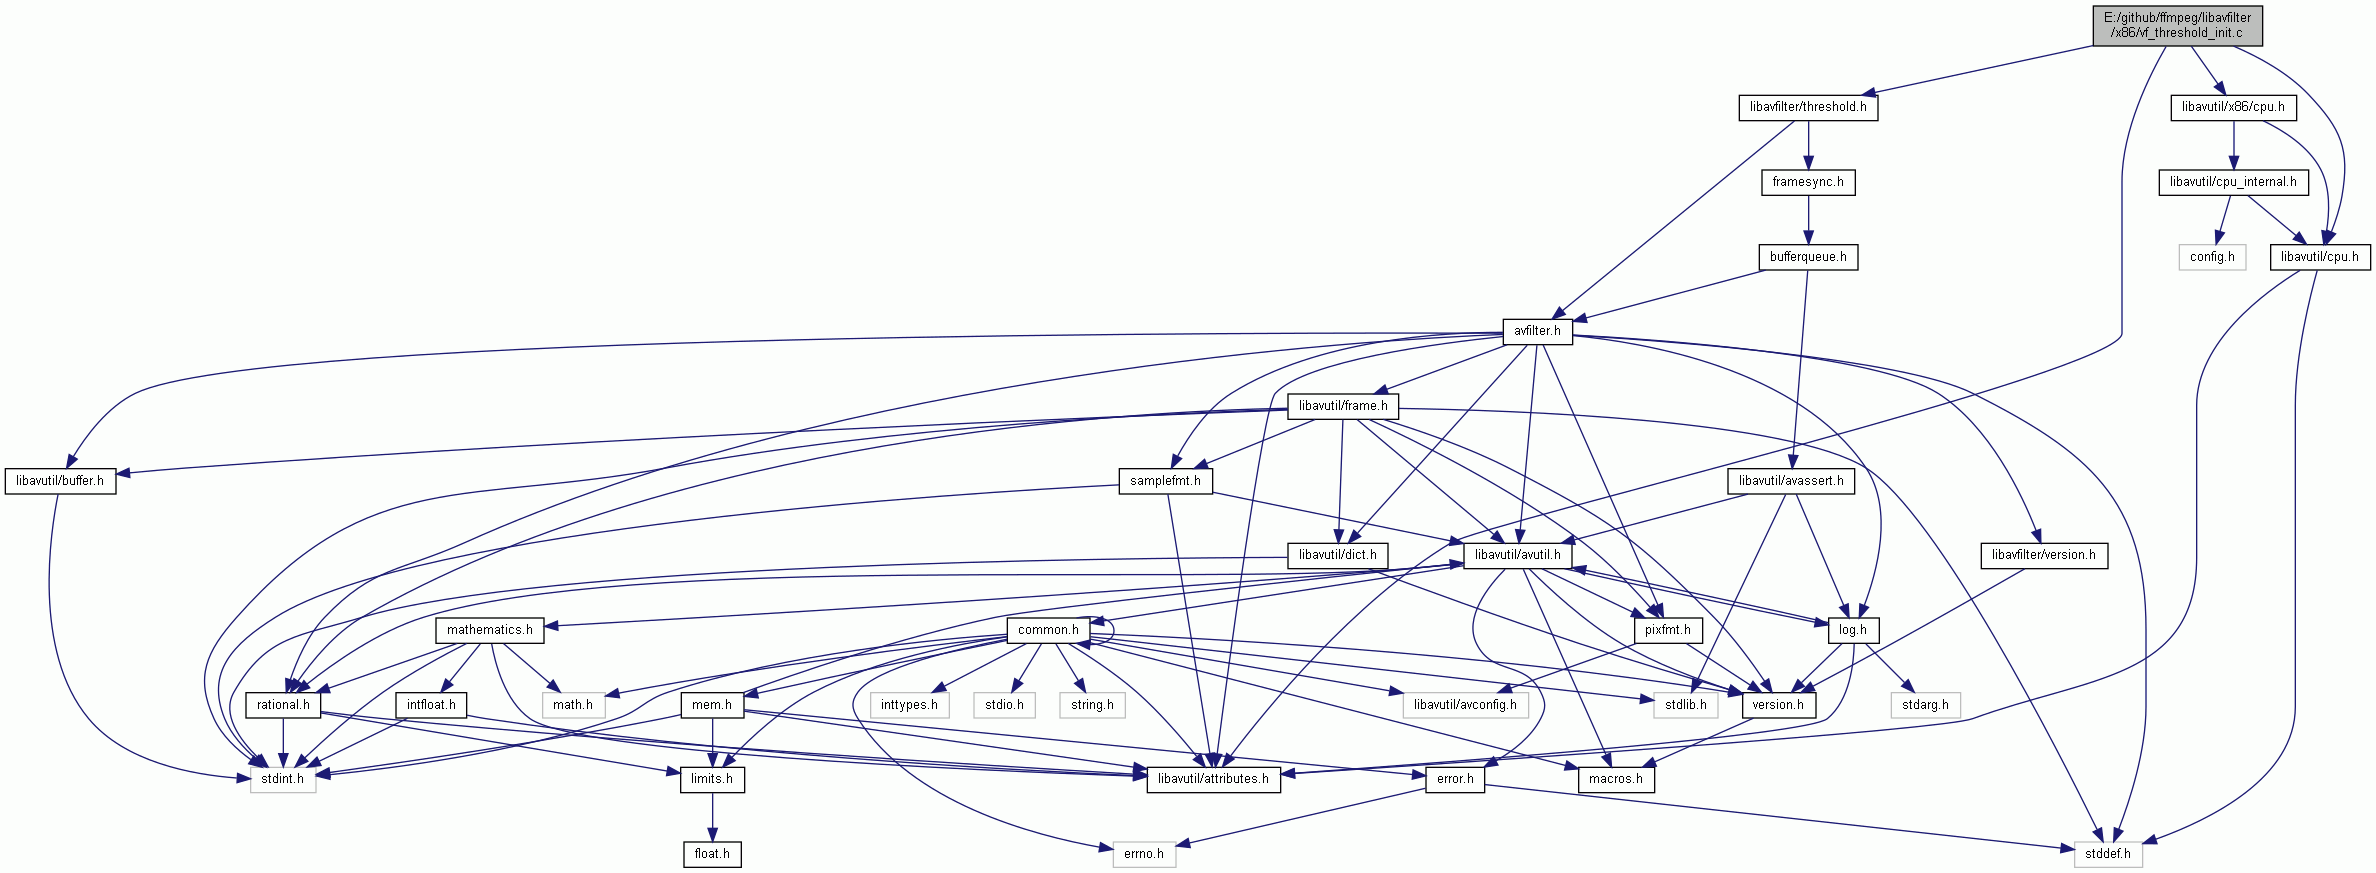 E:/github/ffmpeg/libavfilter
/x86/vf_threshold_init.c
libavfilter/threshold.h
libavutil/x86/cpu.h
framesync.h
libavutil/cpu_internal.h
bufferqueue.h
config.h
libavutil/cpu.h
avfilter.h
libavutil/frame.h
libavutil/buffer.h
samplefmt.h
libavutil/avassert.h
libavutil/dict.h
libavutil/avutil.h
libavfilter/version.h
mathematics.h
common.h
pixfmt.h
log.h
rational.h
intfloat.h
math.h
mem.h
inttypes.h
stdio.h
string.h
libavutil/avconfig.h
stdlib.h
version.h
stdarg.h
stdint.h
limits.h
libavutil/attributes.h
error.h
macros.h
float.h
errno.h
stddef.h